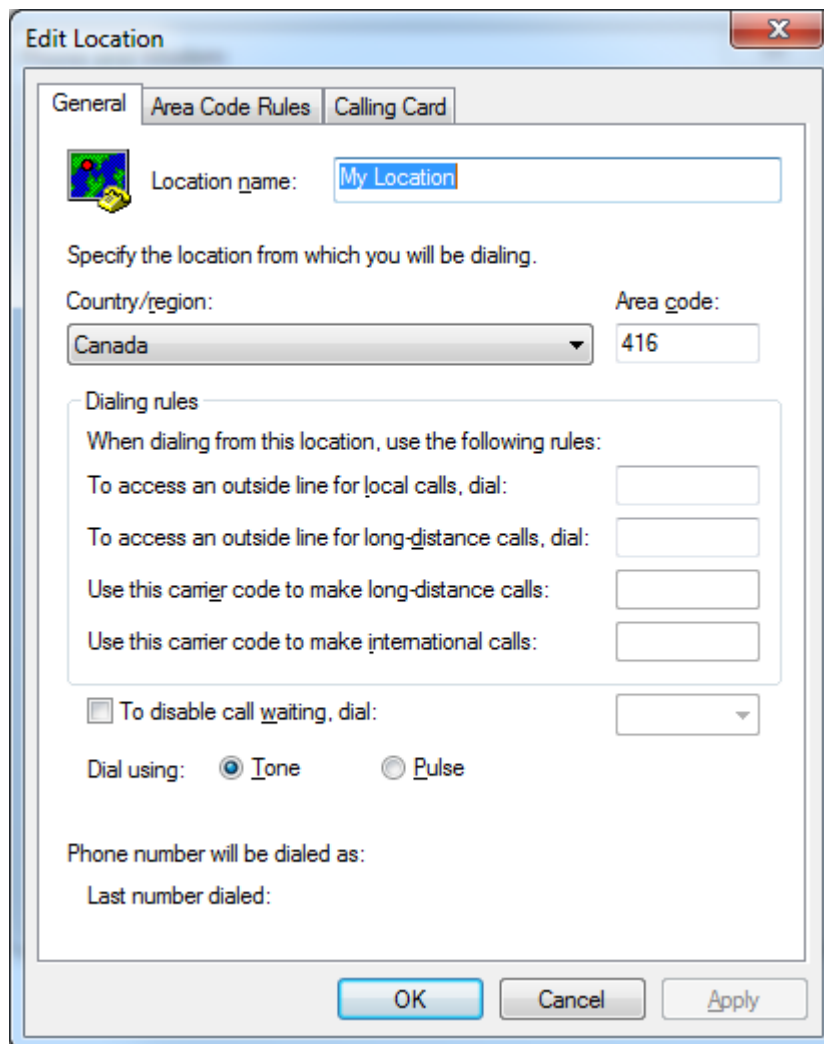 Edit Location
General Area Code Rules Calling Card
Location name: My Location
Specify the location from which you will be dialing.
Country/region: Area code:
Canada 416
Dialing rules
When dialing from this location, use the following rules:
To access an outside line for local calls, dial:
To access an outside line for long-distance calls, dial:
Use this carrier code to make long-distance calls:
Use this carrier code to make international calls:
To disable call waiting, dial:
Dial using: Tone Pulse
Phone number will be dialed as:
Last number dialed:
OK Cancel Apply